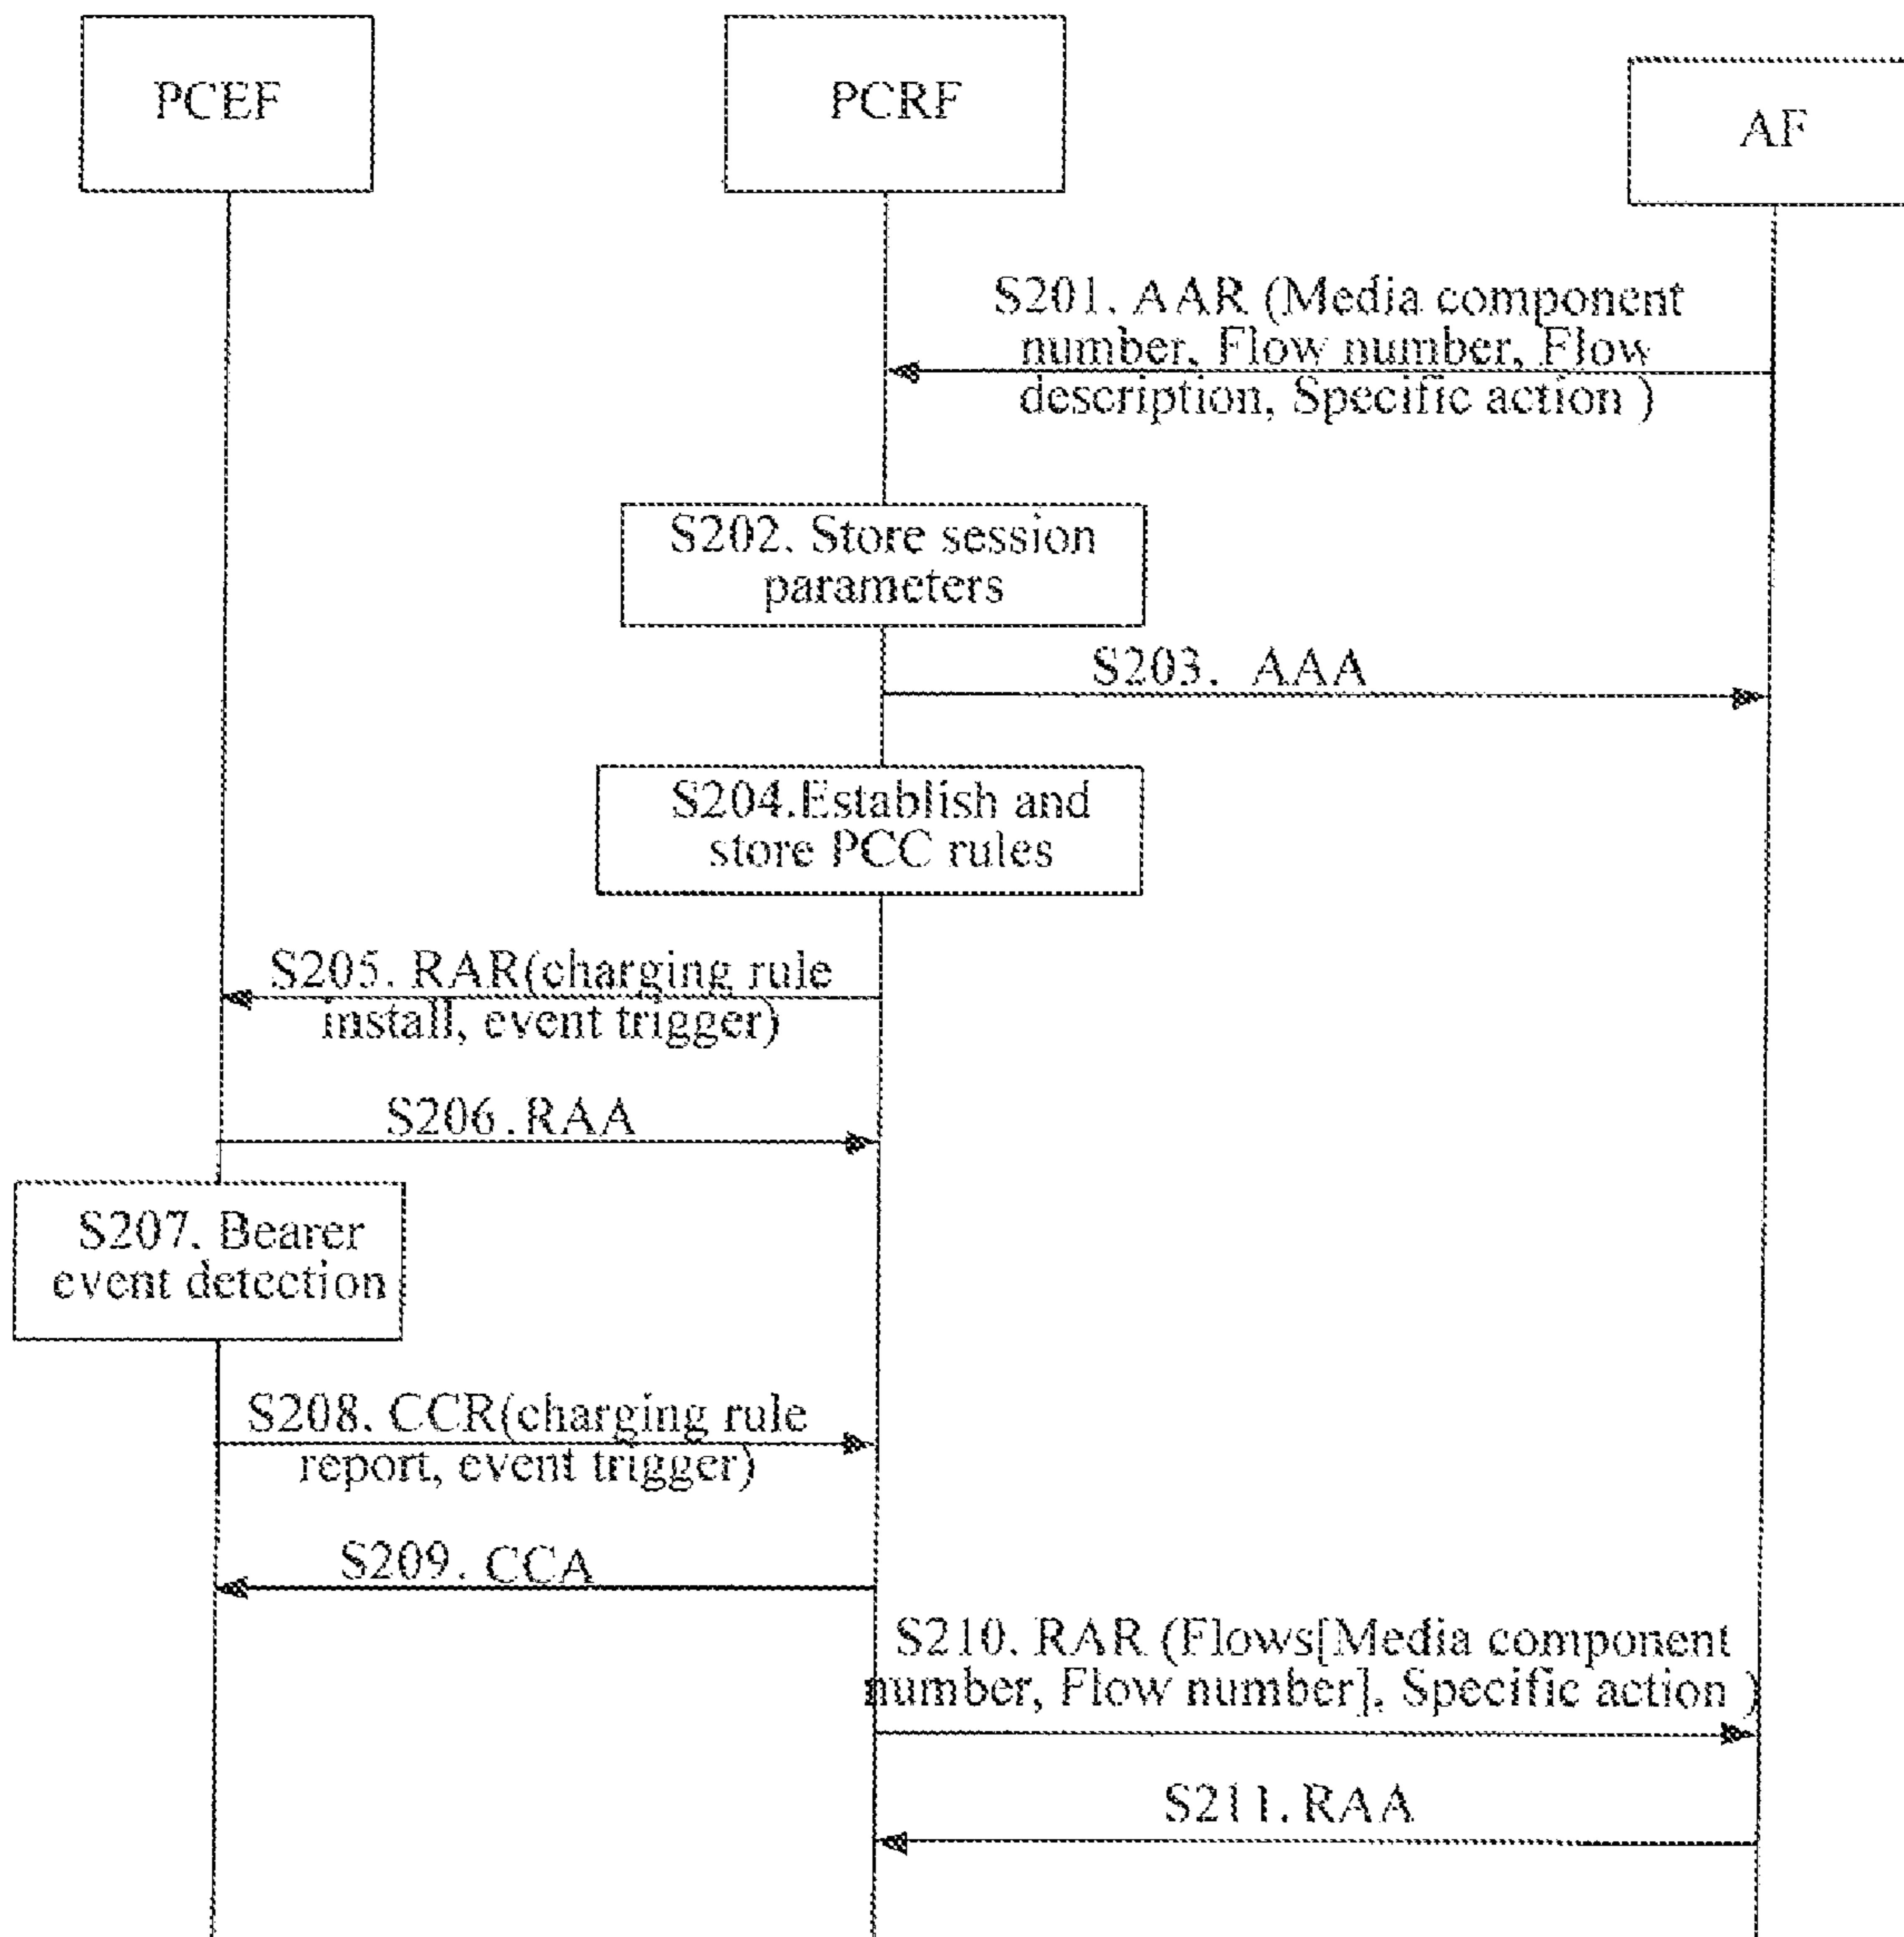 PCEF
PCRF
AF
S201. AAR (Media component
number, Flow number, Flow
description, Specific action )
S202. Store session
parameters
S203. AAA
S204.Establish and
store PCC rules
S205. RAR(charging rule
install, event trigger)
S206.RAA
S207. Bearer
event detection
S208. CCR(charging rule
report, event trigger)
S209. CCA
S210. RAR (Flows[Media component
number, Flow number], Specific action )
S211. RAA